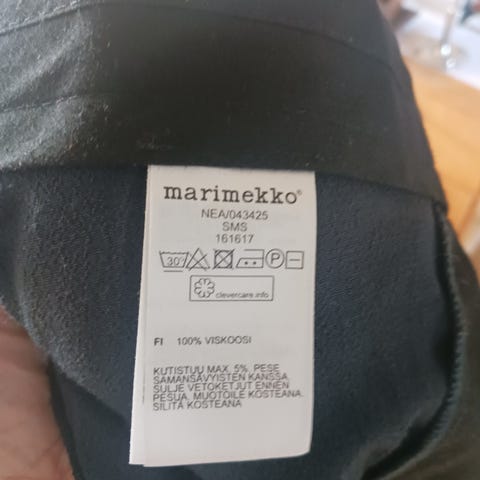 marimekko®
NEA/043425
SMS
161617
30°
P
clevercare.info
FI 100% VISKOOSI
KUTISTUU MAX. 5%. PESE
SAMANSÄVYISTEN KANSSA.
SULJE VETOKETJUT ENNEN
PESUA. MUOTOILE KOSTEANA.
SILITÄ KOSTEANA